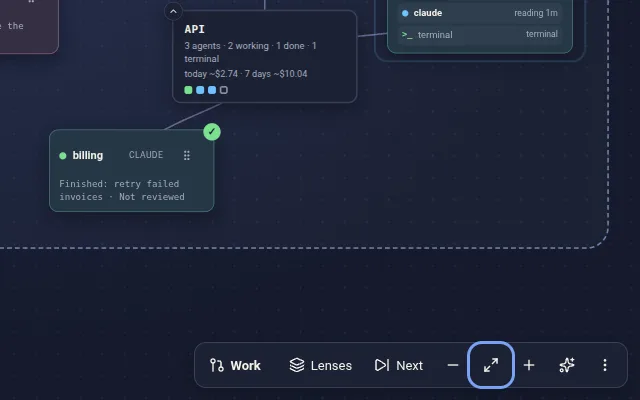 e the
claude reading 1m
>_ terminal terminal
API
3 agents · 2 working · 1 done · 1
terminal
today ~$2.74 · 7 days ~$10.04
billing CLAUDE
Finished: retry failed
invoices · Not reviewed
Work Lenses Next